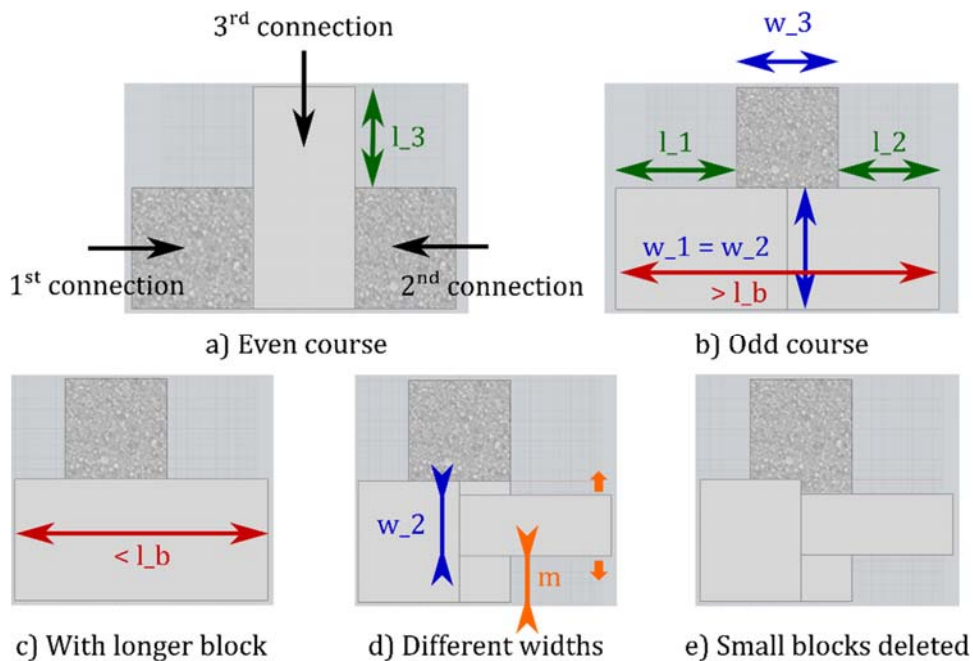 3rd connection
w_3
l_3
l_1
l_2
w_1 = w_2
> l_b
1st connection
2nd connection
a) Even course
b) Odd course
< l_b
w_2
m
c) With longer block
d) Different widths
e) Small blocks deleted